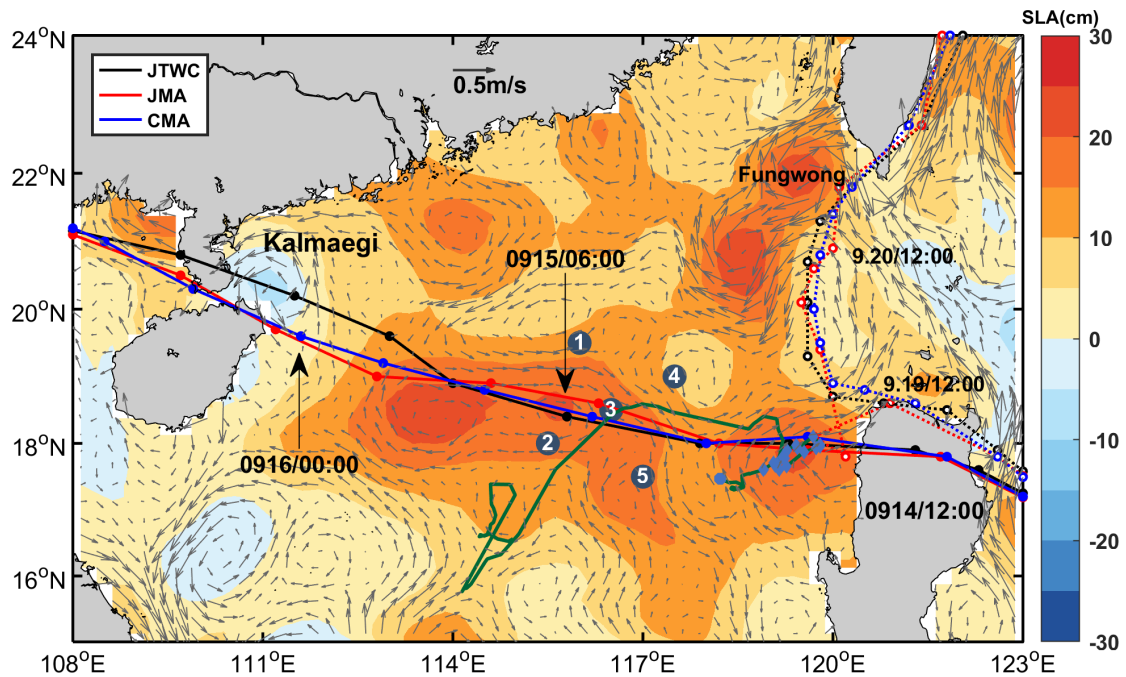 SLA(cm)
24°N
22°N
20°N
18°N
16°N
JTWC
JMA
CMA
0.5m/s
Fungwong
Kalmaegi
0915/06:00
9.20/12:00
1
4
9.19/12:00
3
2
0916/00:00
5
0914/12:00
108°E
111°E
114°E
117°E
120°E
123°E
30
20
10
0
-10
-20
-30